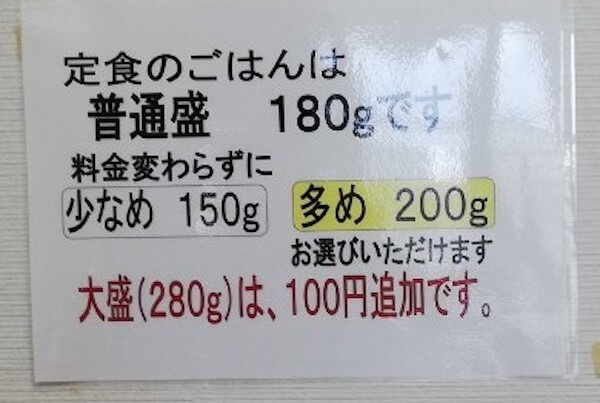 定食のごはんは
普通盛 180gです
料金変わらずに
少なめ 150g 多め 200g
お選びいただけます
大盛(280g)は、100円追加です。